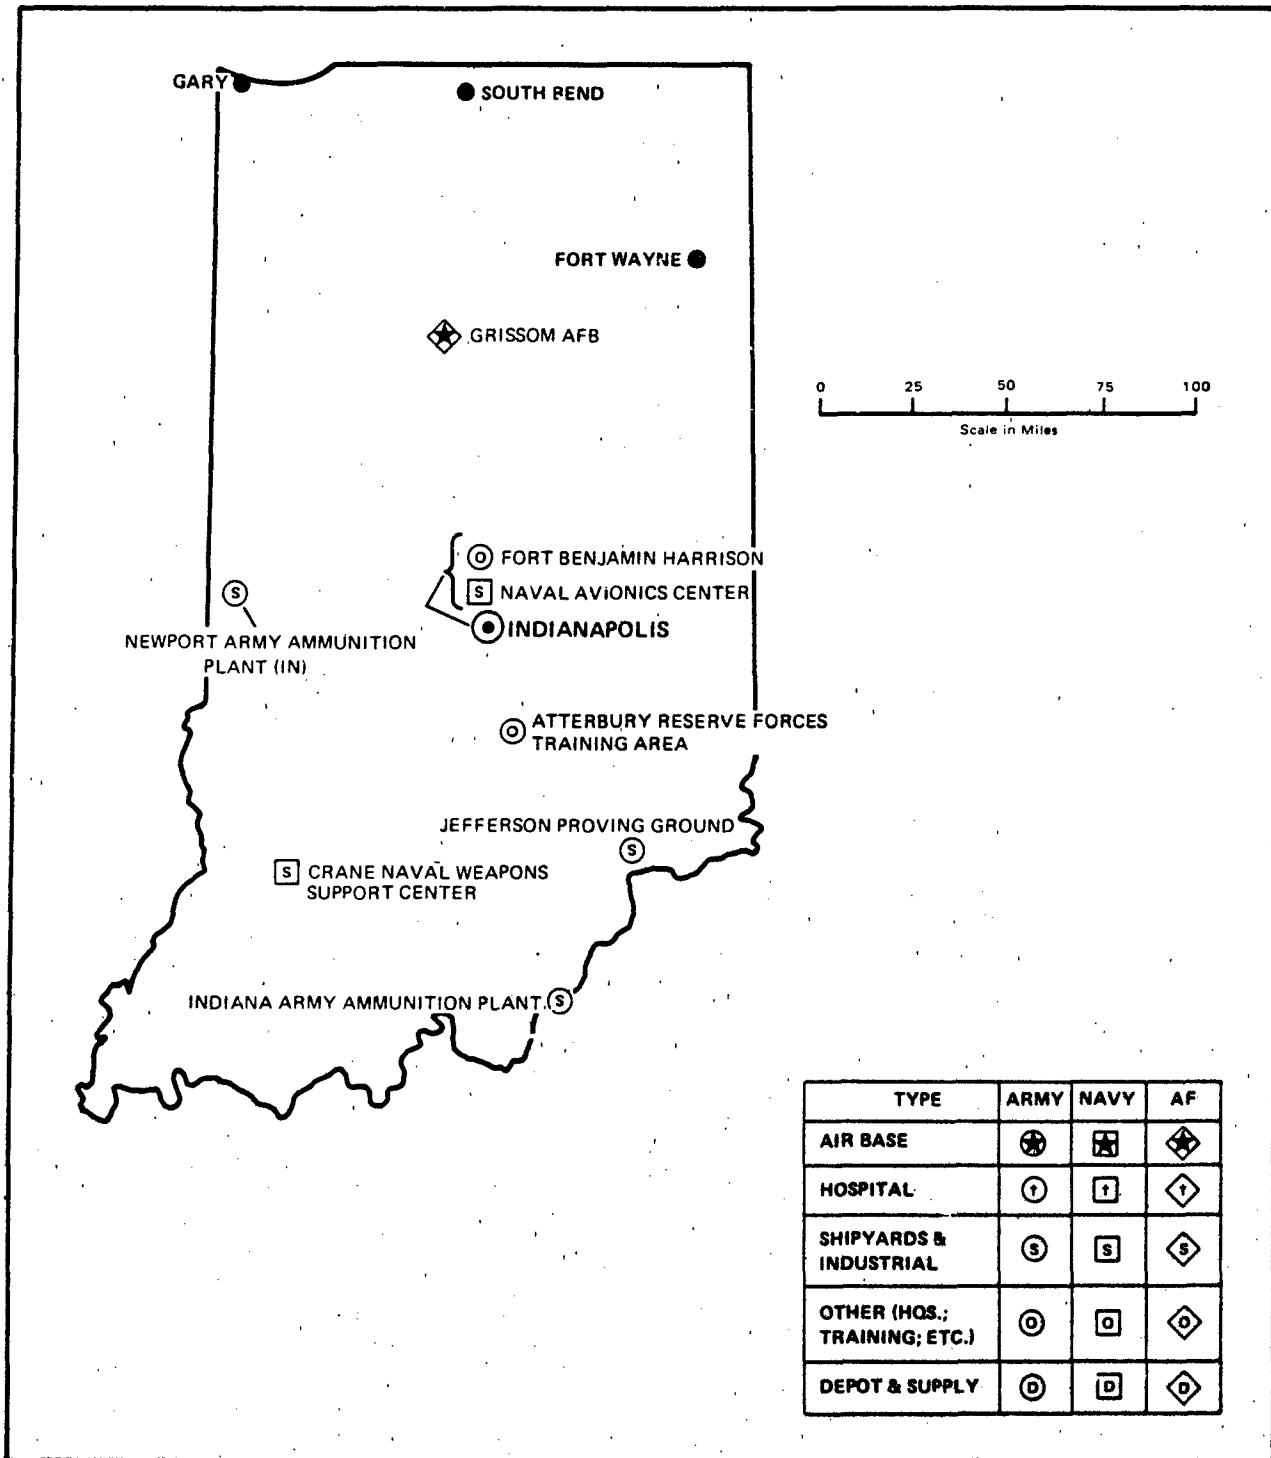 GARY
SOUTH BEND
FORT WAYNE
GRISSOM AFB
0 25 50 75 100
Scale in Miles
O FORT BENJAMIN HARRISON
S NAVAL AVIONICS CENTER
INDIANAPOLIS
S
NEWPORT ARMY AMMUNITION
PLANT (IN)
O ATTERBURY RESERVE FORCES
TRAINING AREA
JEFFERSON PROVING GROUND
S
S CRANE NAVAL WEAPONS
SUPPORT CENTER
INDIANA ARMY AMMUNITION PLANT S
TYPE ARMY NAVY AF
AIR BASE
HOSPITAL
SHIPYARDS &
INDUSTRIAL S S S
OTHER (HQS.;
TRAINING; ETC.) O O O
DEPOT & SUPPLY D D D